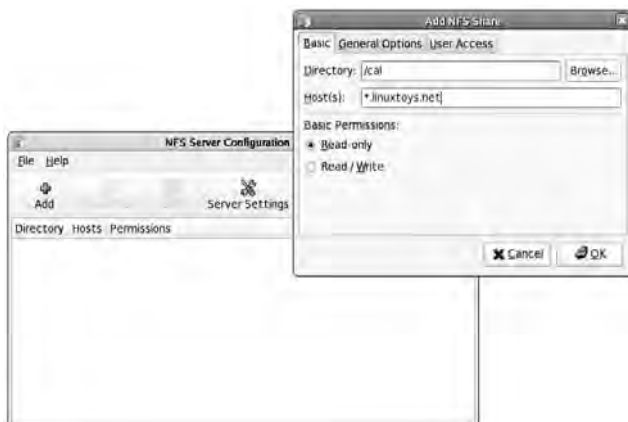 Add NFS Share
Basic General Options User Access
Directory: /cal Browse...
Host(s): *.linuxtoys.net
Basic Permissions:
Read-only
Read / Write
Cancel OK
NFS Server Configuration
File Help
Add Server Settings
Directory Hosts Permissions